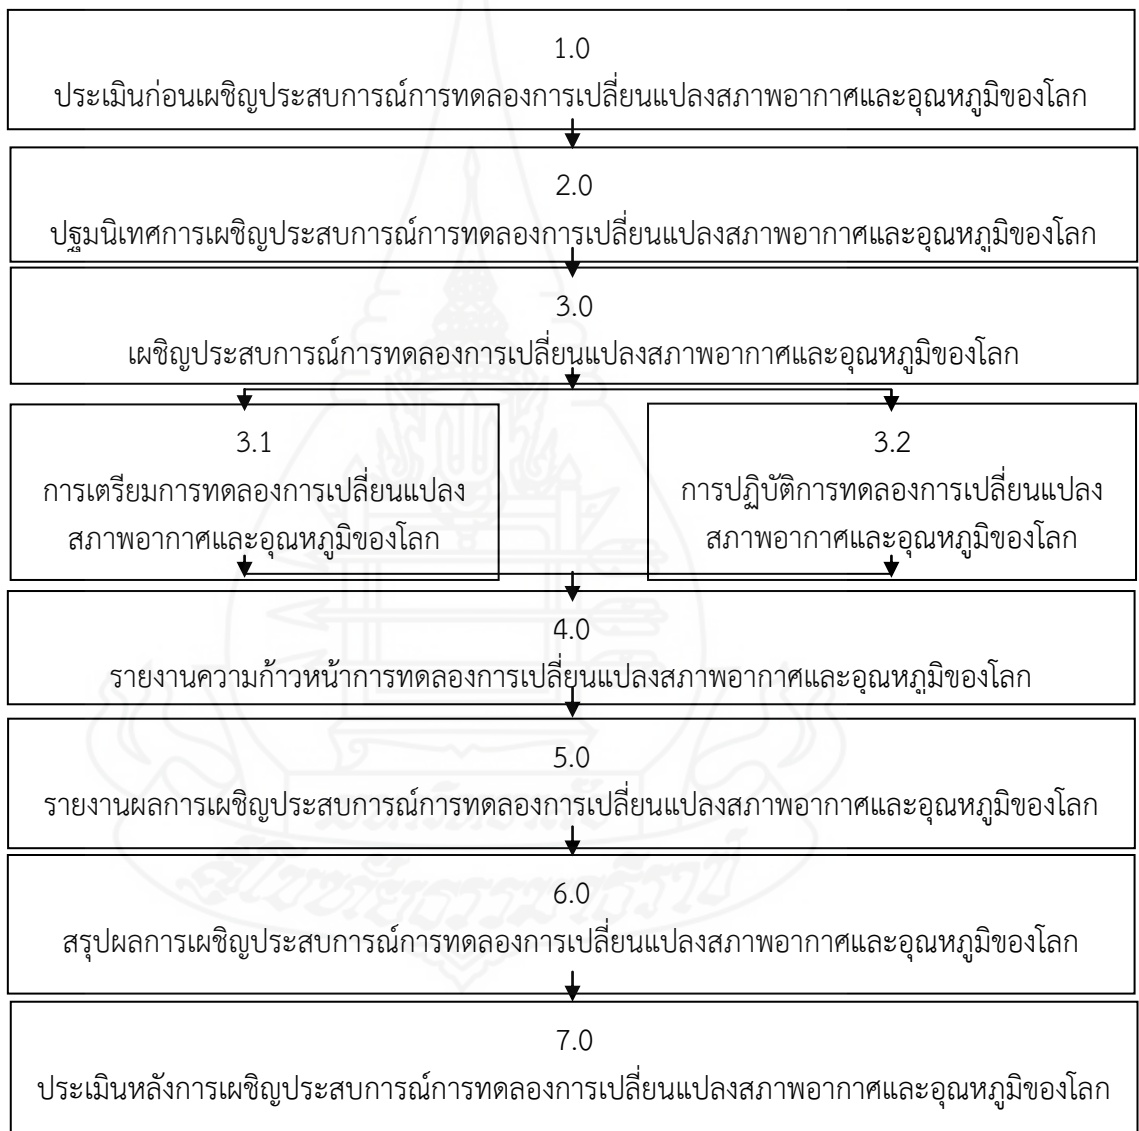 1.0
ประเมินก่อนเผชิญประสบการณ์การทดลองการเปลี่ยนแปลงสภาพอากาศและอุณหภูมิของโลก
2.0
ปฐมนิเทศการเผชิญประสบการณ์การทดลองการเปลี่ยนแปลงสภาพอากาศและอุณหภูมิของโลก
3.0
เผชิญประสบการณ์การทดลองการเปลี่ยนแปลงสภาพอากาศและอุณหภูมิของโลก
3.1
การเตรียมการทดลองการเปลี่ยนแปลง
สภาพอากาศและอุณหภูมิของโลก
3.2
การปฏิบัติการทดลองการเปลี่ยนแปลง
สภาพอากาศและอุณหภูมิของโลก
4.0
รายงานความก้าวหน้าการทดลองการเปลี่ยนแปลงสภาพอากาศและอุณหภูมิของโลก
5.0
รายงานผลการเผชิญประสบการณ์การทดลองการเปลี่ยนแปลงสภาพอากาศและอุณหภูมิของโลก
มหาวิทยาลัย
6.0
สุโขทัยธรรมาธิราช
สรุปผลการเผชิญประสบการณ์การทดลองการเปลี่ยนแปลงสภาพอากาศและอุณหภูมิของโลก
7.0
ประเมินหลังการเผชิญประสบการณ์การทดลองการเปลี่ยนแปลงสภาพอากาศและอุณหภูมิของโลก